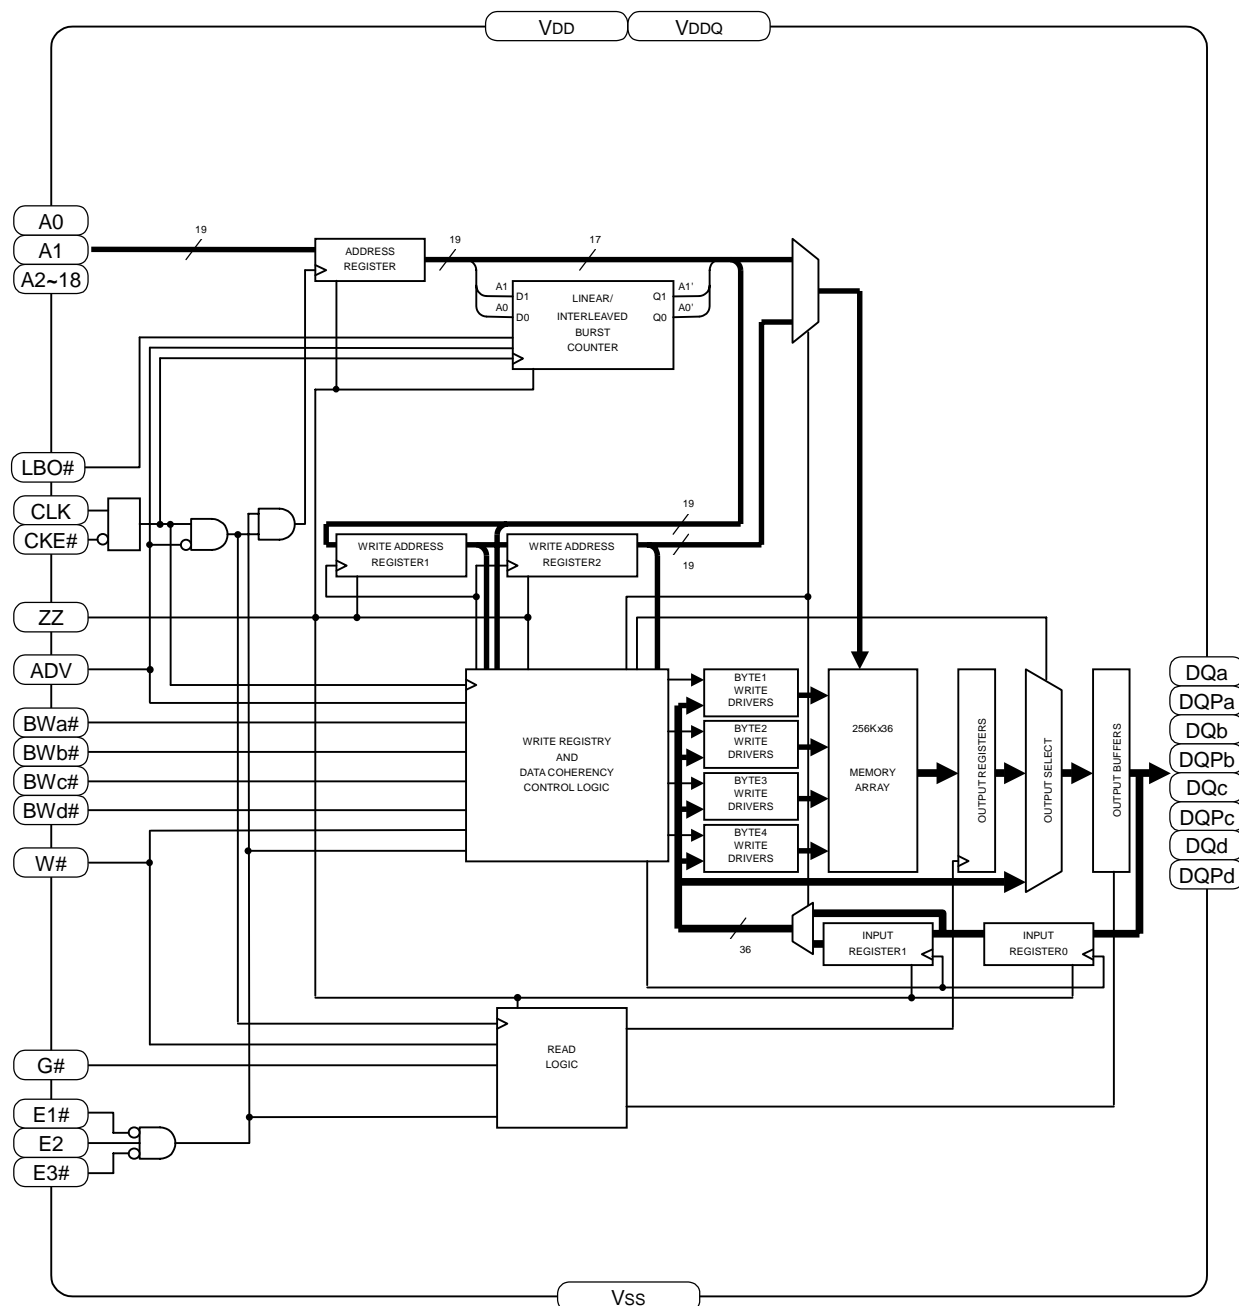 VDD
VDDQ
A0
A1
A2~18
19
ADDRESS
REGISTER
19
17
A1
A0
D1
D0
LINEAR/
INTERLEAVED
BURST
COUNTER
Q1
Q0
A1'
A0'
LBO#
CLK
CKE#
19
19
WRITE ADDRESS
REGISTER1
WRITE ADDRESS
REGISTER2
ZZ
ADV
BWa#
BWb#
BWc#
BWd#
W#
WRITE REGISTRY
AND
DATA COHERENCY
CONTROL LOGIC
BYTE1
WRITE
DRIVERS
BYTE2
WRITE
DRIVERS
BYTE3
WRITE
DRIVERS
BYTE4
WRITE
DRIVERS
256Kx36
MEMORY
ARRAY
OUTPUT REGISTERS
OUTPUT SELECT
OUTPUT BUFFERS
DQa
DQPa
DQb
DQPb
DQc
DQPc
DQd
DQPd
36
INPUT
REGISTER1
INPUT
REGISTER0
READ
LOGIC
G#
E1#
E2
E3#
VSS